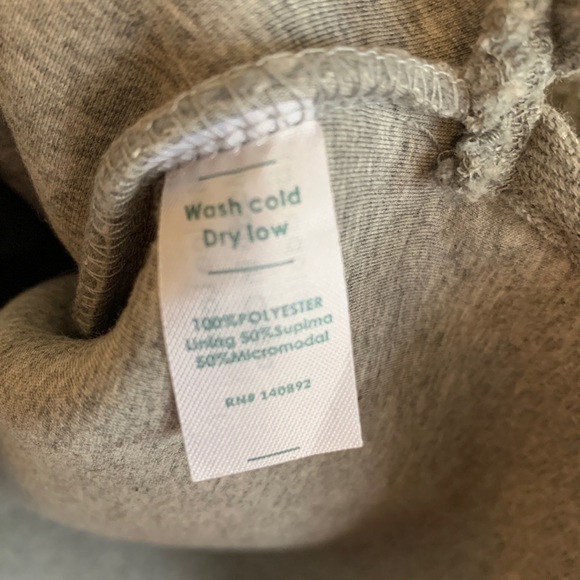 Wash cold
Dry low
100%POLYESTER
Lining 50%Supima
50%Micromodal
RN# 140892